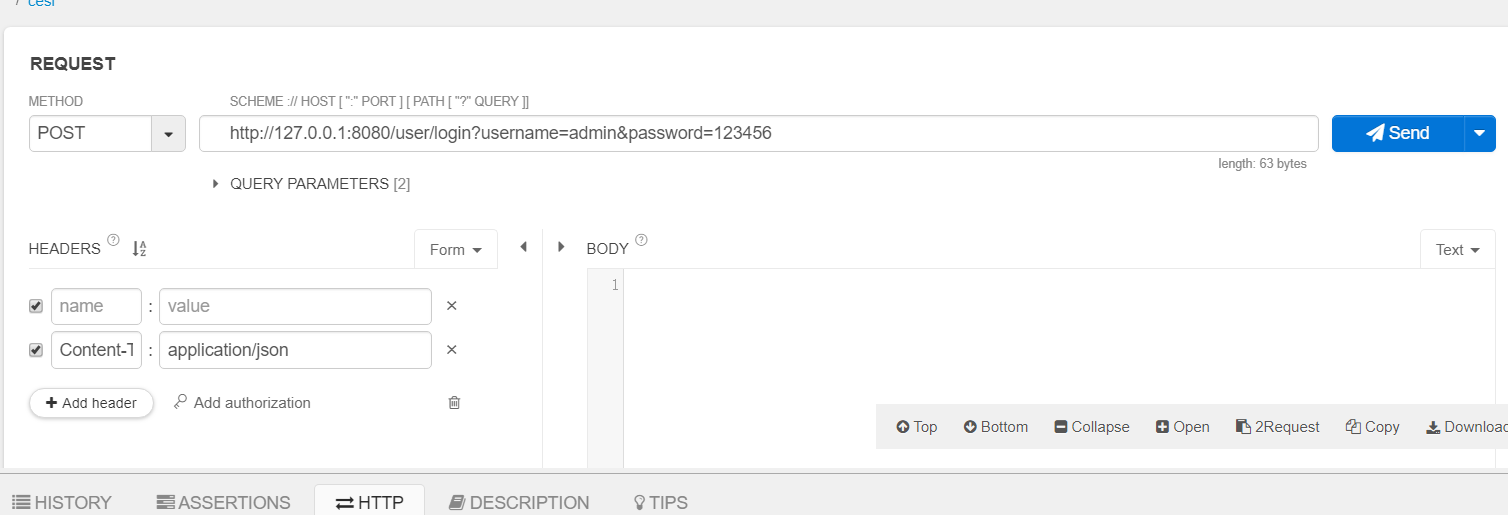 / cesi
REQUEST
METHOD SCHEME :// HOST [ ":" PORT ] [ PATH [ "?" QUERY ]]
POST http://127.0.0.1:8080/user/login?username=admin&password=123456 Send
length: 63 bytes
QUERY PARAMETERS [2]
HEADERS ? A Z Form BODY ? Text
name : value × 1
Content-T : application/json ×
+ Add header Add authorization
Top Bottom Collapse Open 2Request Copy Download
HISTORY ASSERTIONS HTTP DESCRIPTION TIPS